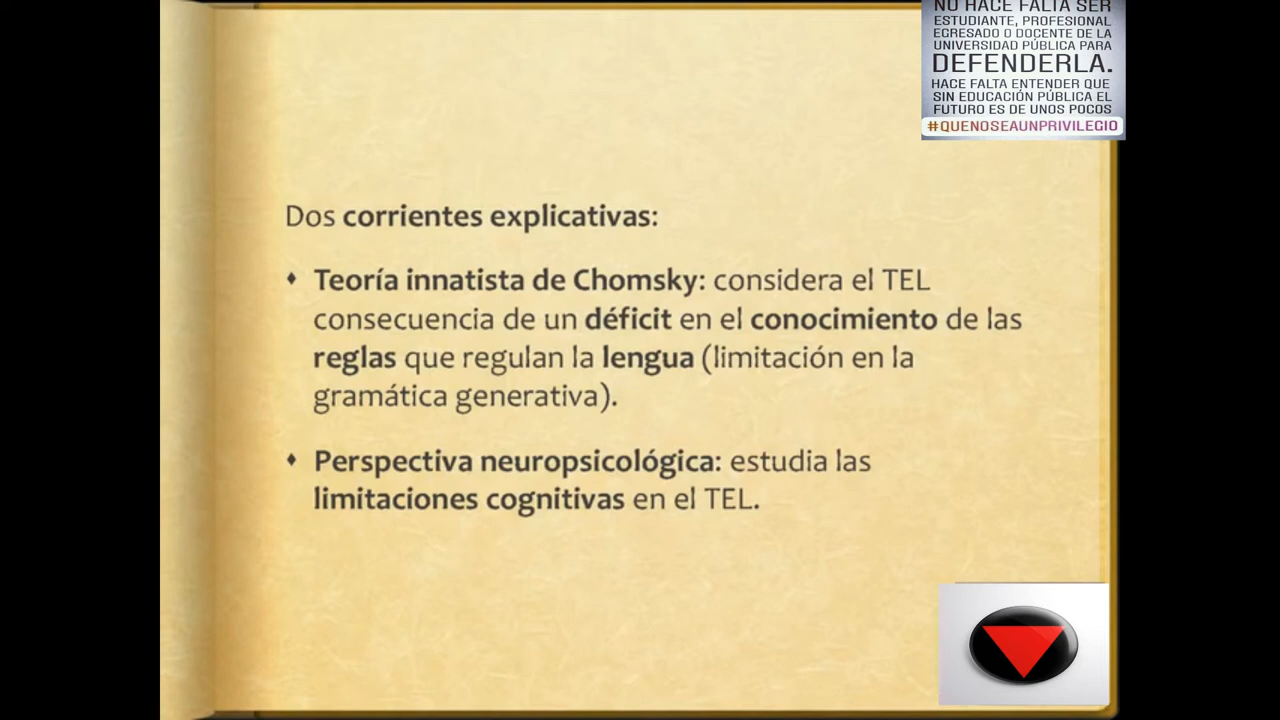 NO HACE FALTA SER
ESTUDIANTE, PROFESIONAL
EGRESADO O DOCENTE DE LA
UNIVERSIDAD PÚBLICA PARA
DEFENDERLA.
HACE FALTA ENTENDER QUE
SIN EDUCACIÓN PÚBLICA EL
FUTURO ES DE UNOS POCOS
#QUENOSEAUNPRIVILEGIO
Dos corrientes explicativas:
♦ Teoría innatista de Chomsky: considera el TEL
consecuencia de un déficit en el conocimiento de las
reglas que regulan la lengua (limitación en la
gramática generativa).
♦ Perspectiva neuropsicológica: estudia las
limitaciones cognitivas en el TEL.